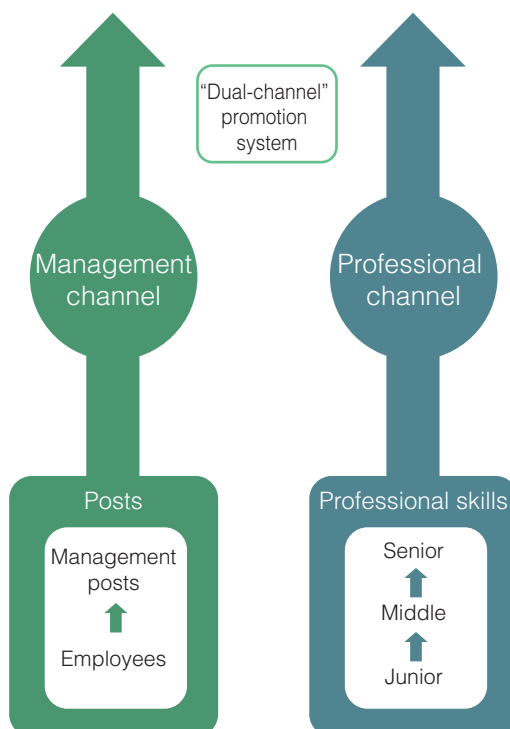 “Dual-channel”
promotion
system
Management
channel
Professional
channel
Posts
Management
posts
Employees
Professional skills
Senior
Middle
Junior